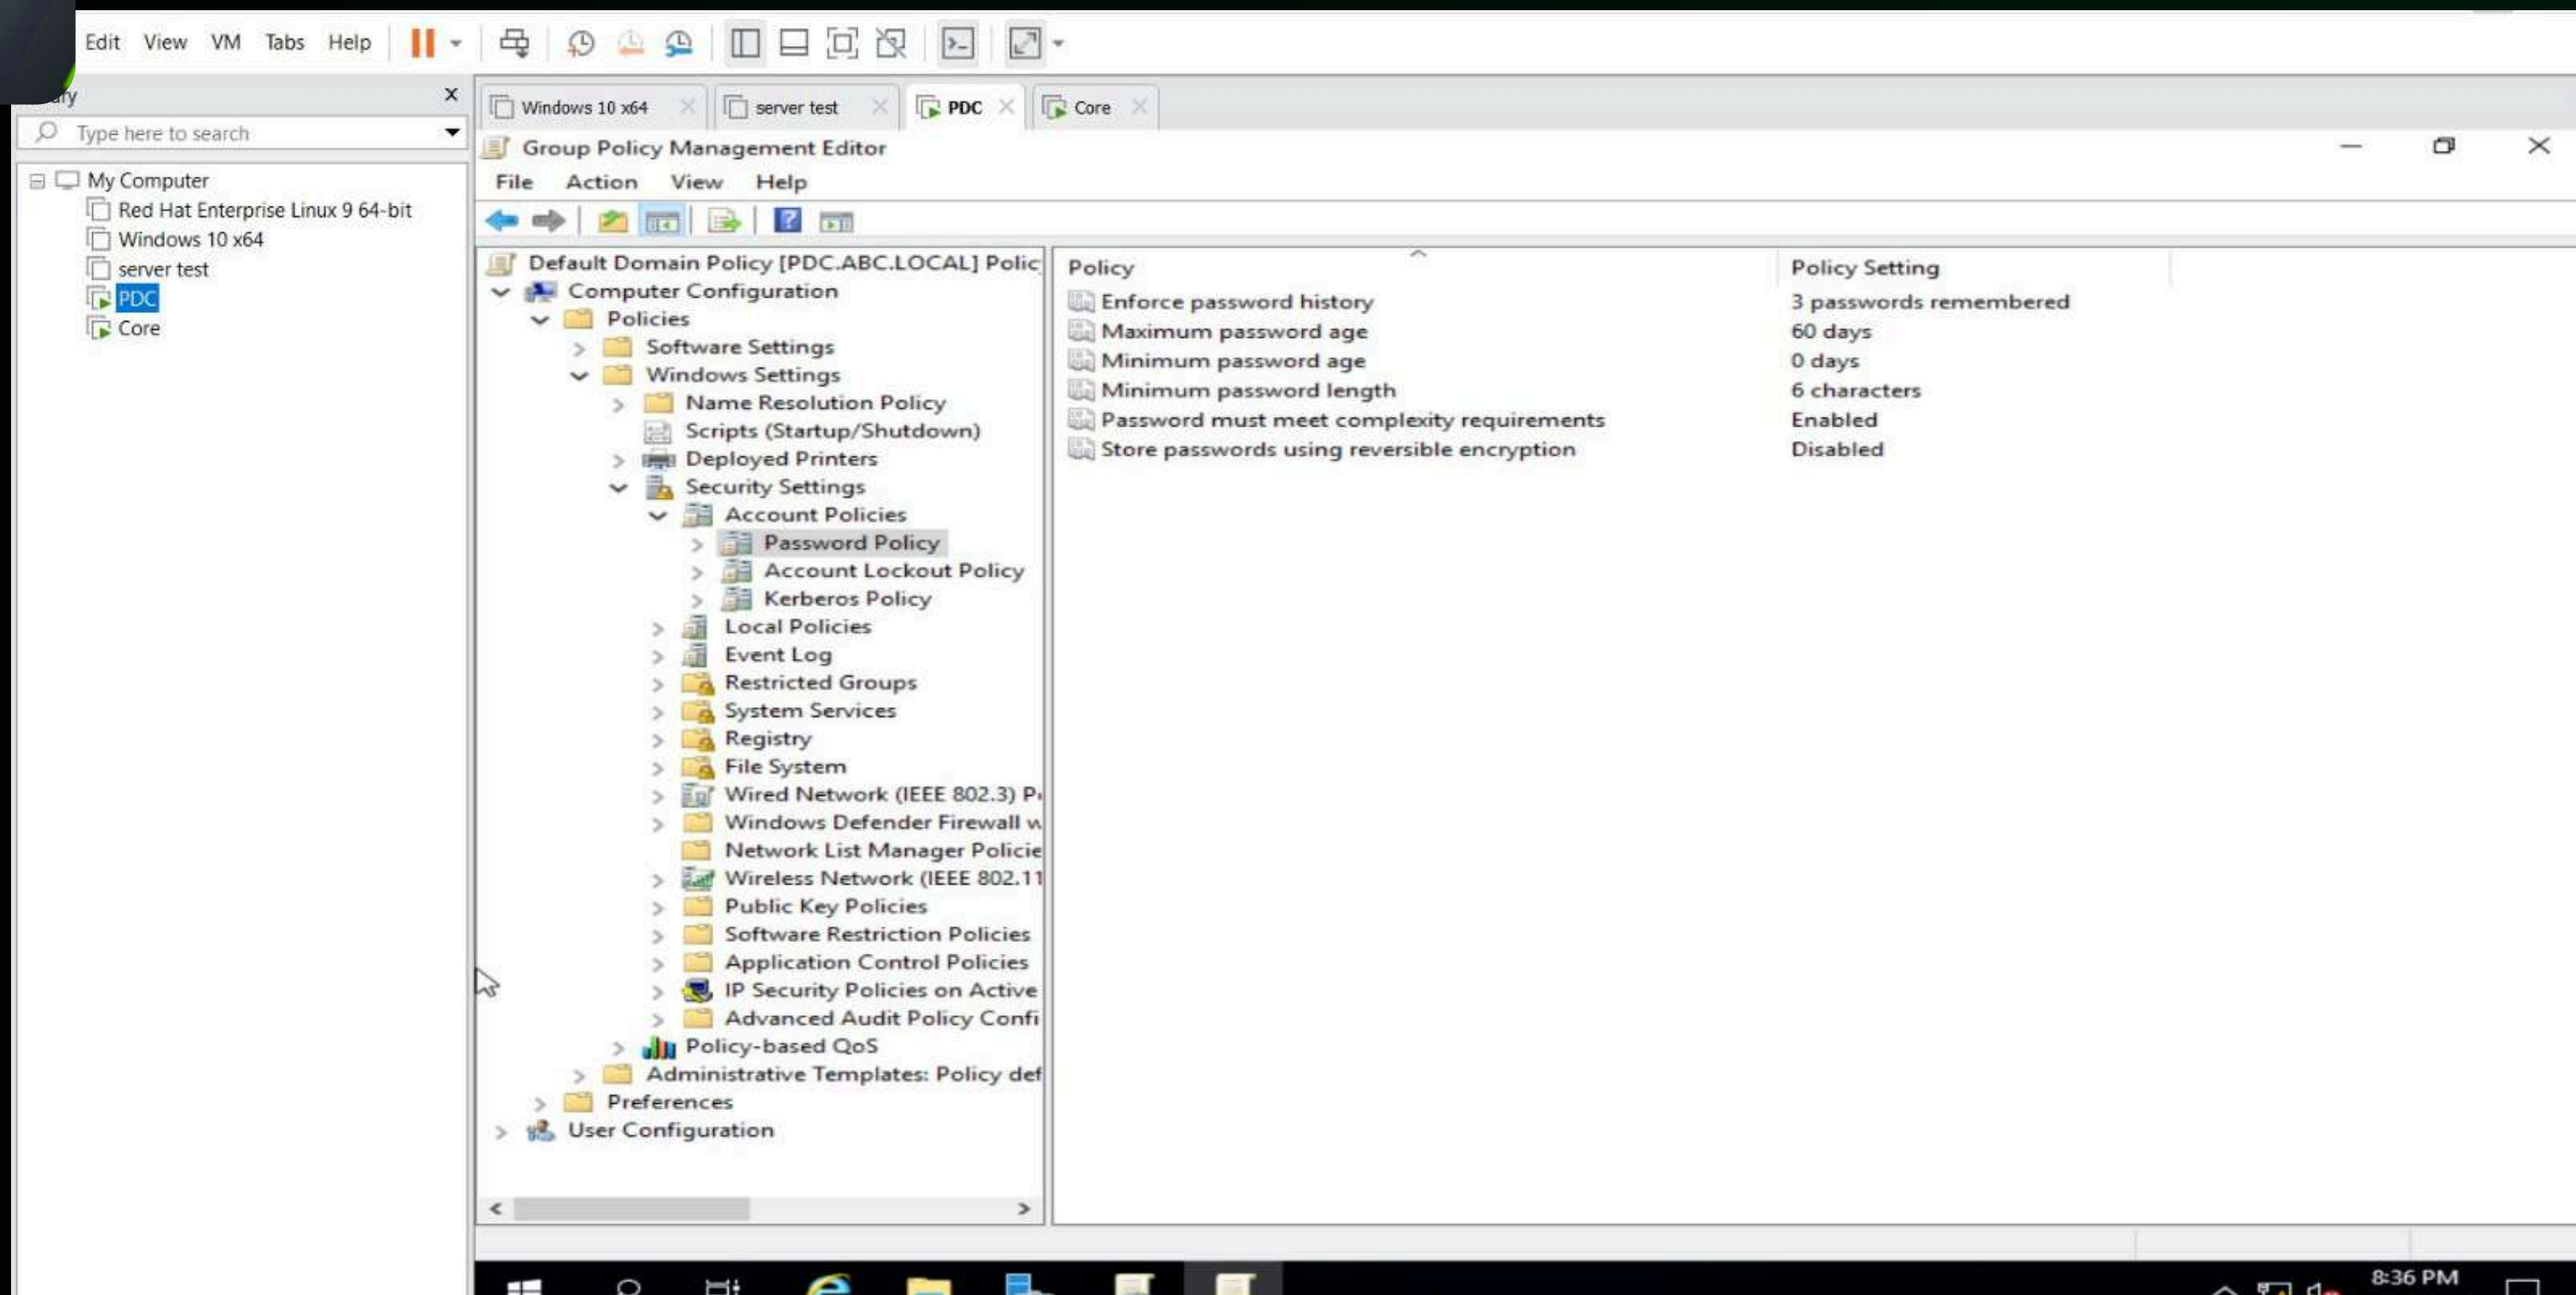 Edit View VM Tabs Help
Type here to search
My Computer
Red Hat Enterprise Linux 9 64-bit
Windows 10 x64
server test
PDC
Core
Windows 10 x64 server test PDC Core
Group Policy Management Editor
File Action View Help
Default Domain Policy [PDC.ABC.LOCAL] Polic
Computer Configuration
Policies
Software Settings
Windows Settings
Name Resolution Policy
Scripts (Startup/Shutdown)
Deployed Printers
Security Settings
Account Policies
Password Policy
Account Lockout Policy
Kerberos Policy
Local Policies
Event Log
Restricted Groups
System Services
Registry
File System
Wired Network (IEEE 802.3) P
Windows Defender Firewall w
Network List Manager Policie
Wireless Network (IEEE 802.11
Public Key Policies
Software Restriction Policies
Application Control Policies
IP Security Policies on Active
Advanced Audit Policy Confi
Policy-based QoS
Administrative Templates: Policy def
Preferences
User Configuration
Policy Policy Setting
Enforce password history 3 passwords remembered
Maximum password age 60 days
Minimum password age 0 days
Minimum password length 6 characters
Password must meet complexity requirements Enabled
Store passwords using reversible encryption Disabled
8:36 PM